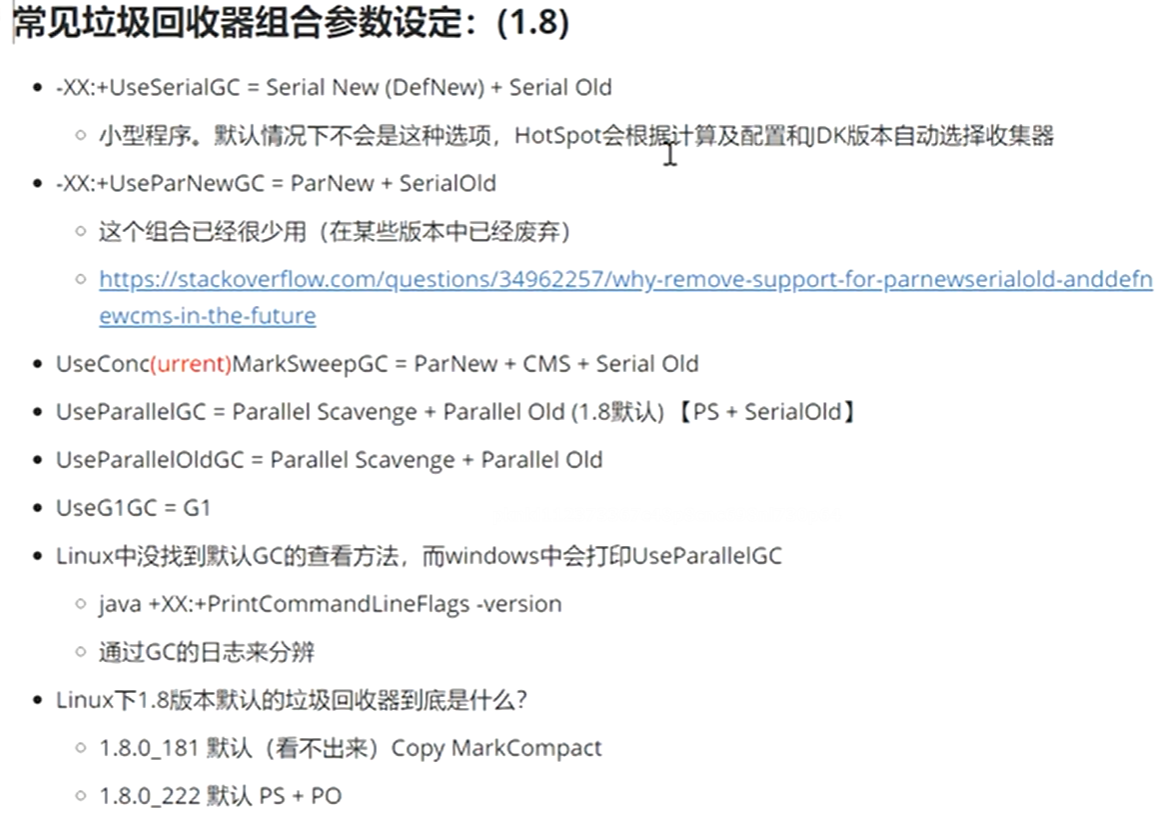 常见垃圾回收器组合参数设定：(1.8)
-XX:+UseSerialGC = Serial New (DefNew) + Serial Old
小型程序。默认情况下不会是这种选项，HotSpot会根据计算及配置和JDK版本自动选择收集器
-XX:+UseParNewGC = ParNew + SerialOld
这个组合已经很少用（在某些版本中已经废弃）
https://stackoverflow.com/questions/34962257/why-remove-support-for-parnewserialold-anddefn
ewcms-in-the-future
UseConc(urrent)MarkSweepGC = ParNew + CMS + Serial Old
UseParallelGC = Parallel Scavenge + Parallel Old (1.8默认) 【PS + SerialOld】
UseParallelOldGC = Parallel Scavenge + Parallel Old
UseG1GC = G1
Linux中没找到默认GC的查看方法，而windows中会打印UseParallelGC
java +XX:+PrintCommandLineFlags -version
通过GC的日志来分辨
Linux下1.8版本默认的垃圾回收器到底是什么？
1.8.0_181 默认（看不出来）Copy MarkCompact
1.8.0_222 默认 PS + PO